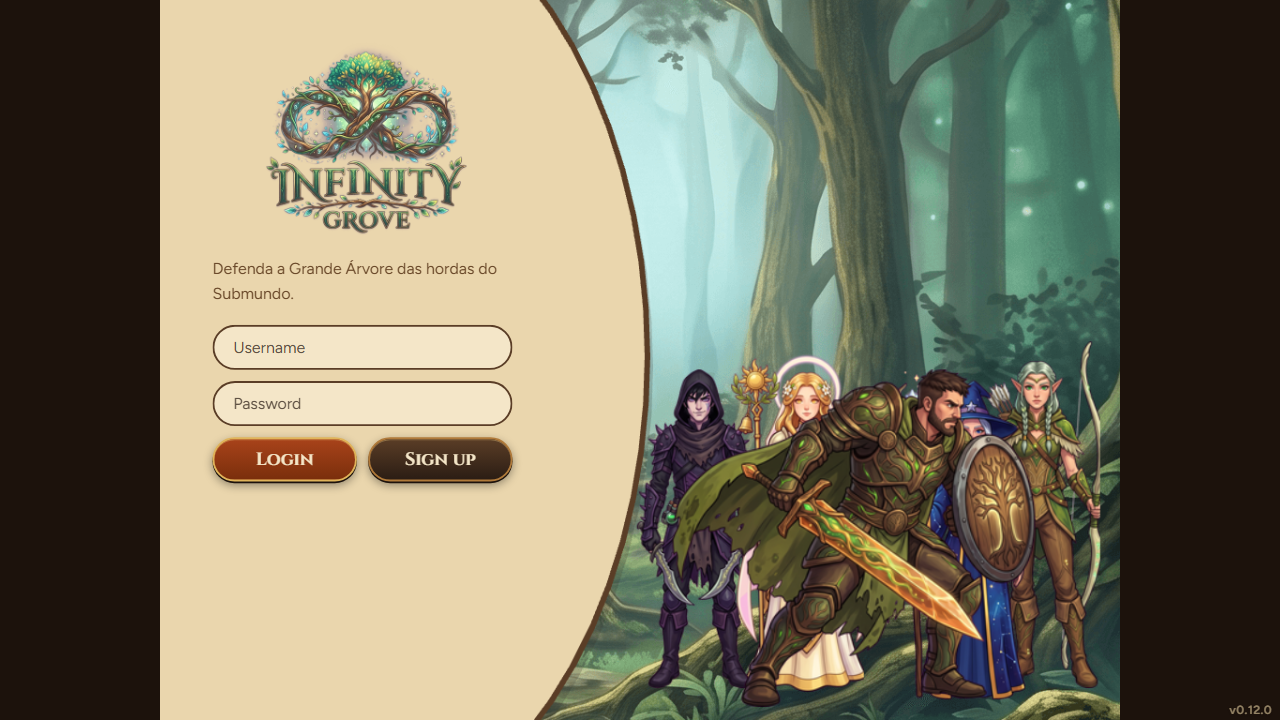 INFINITY
GROVE
Defenda a Grande Árvore das hordas do
Submundo.
Username
Password
Login
Sign up
v0.12.0